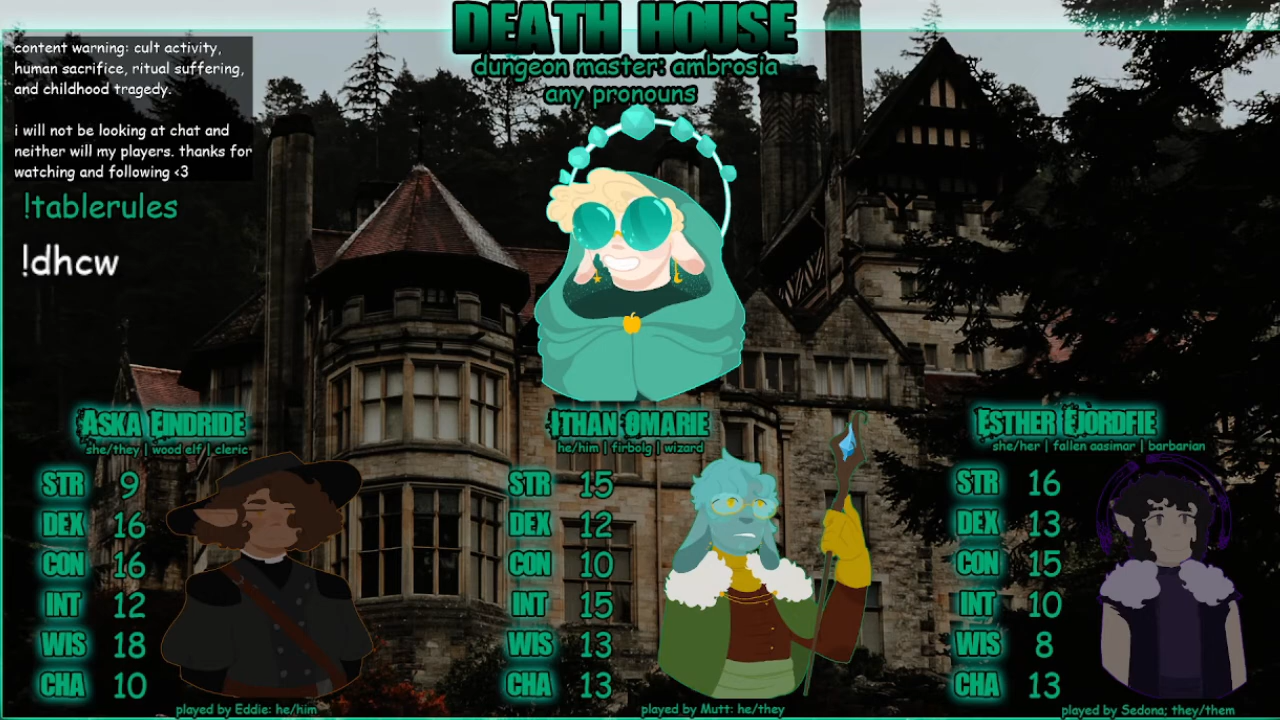 DEATH HOUSE
dungeon master: ambrosia
any pronouns
content warning: cult activity,
human sacrifice, ritual suffering,
and childhood tragedy.
i will not be looking at chat and
neither will my players. thanks for
watching and following <3
!tablerules
!dhcw
ASKA EINDRIDE
she/they | wood elf | cleric
STR 9
DEX 16
CON 16
INT 12
WIS 18
CHA 10
played by Eddie: he/him
ITHAN OMARIE
he/him | firbolg | wizard
STR 15
DEX 12
CON 10
INT 15
WIS 13
CHA 13
played by Mutt: he/they
ESTHER EJORDFIE
she/her | fallen aasimar | barbarian
STR 16
DEX 13
CON 15
INT 10
WIS 8
CHA 13
played by Sedona; they/them